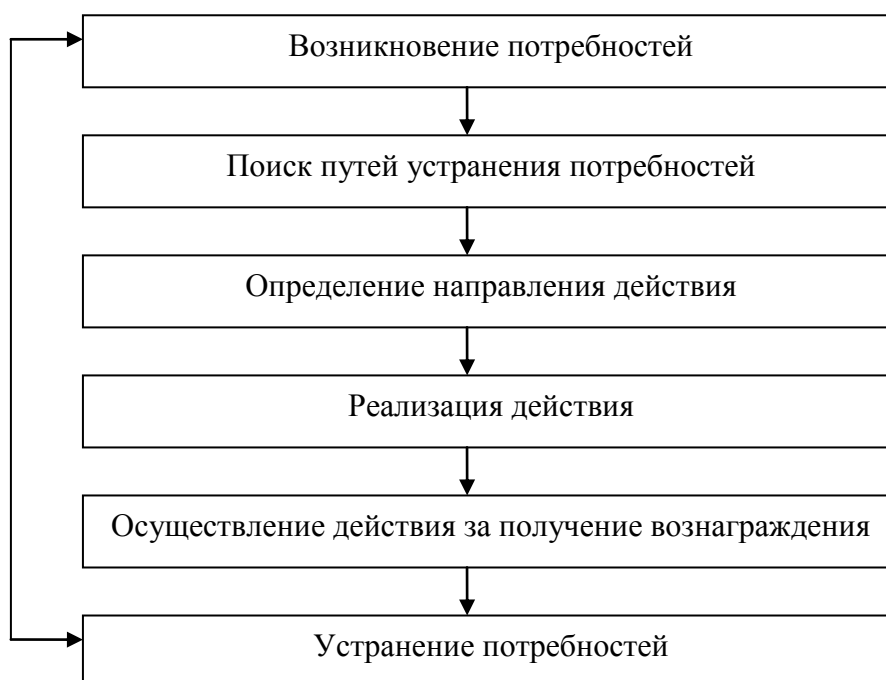 Возникновение потребностей
Поиск путей устранения потребностей
Определение направления действия
Реализация действия
Осуществление действия за получение вознаграждения
Устранение потребностей